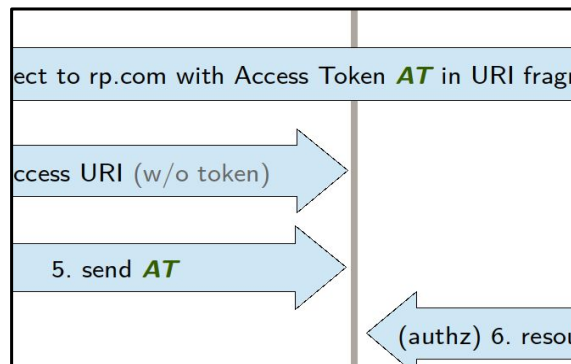 ect to rp.com with Access Token AT in URI fragm
ccess URI (w/o token)
5. send AT
(authz) 6. resou